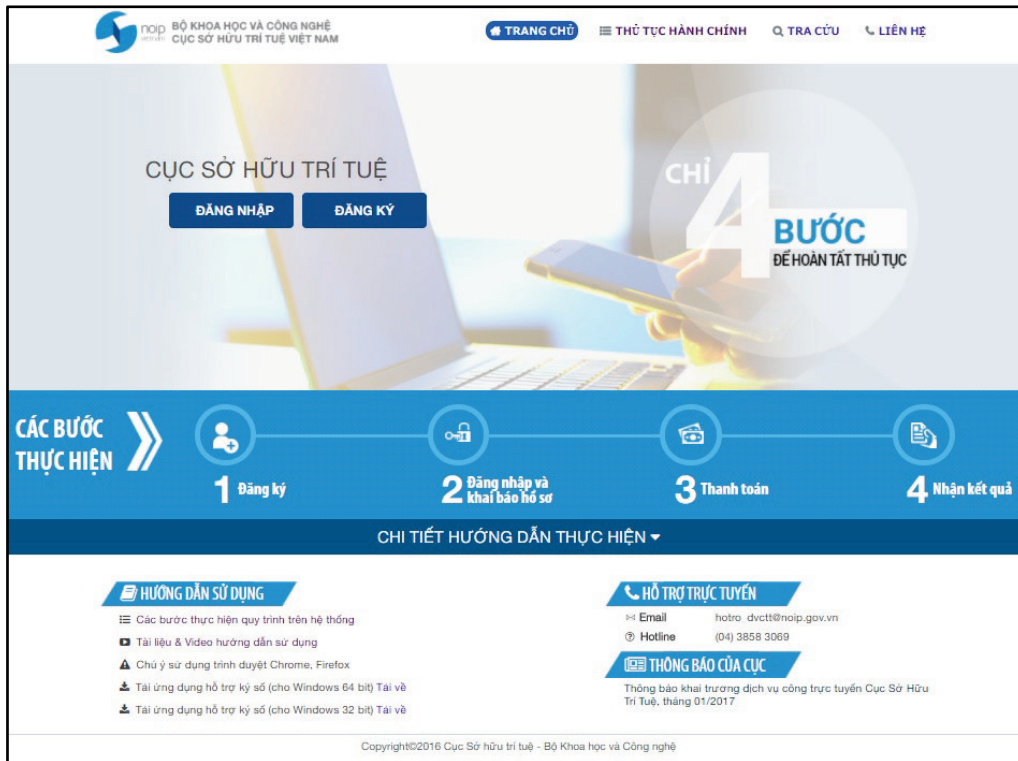 noip
BỘ KHOA HỌC VÀ CÔNG NGHỆ
CỤC SỞ HỮU TRÍ TUỆ VIỆT NAM
TRANG CHỦ
THỦ TỤC HÀNH CHÍNH
TRA CỨU
LIÊN HỆ
CỤC SỞ HỮU TRÍ TUỆ
ĐĂNG NHẬP
ĐĂNG KÝ
CHỈ
4
BƯỚC
ĐỂ HOÀN TẤT THỦ TỤC
CÁC BƯỚC
THỰC HIỆN
1 Đăng ký
2 Đăng nhập và
khai báo hồ sơ
3 Thanh toán
4 Nhận kết quả
CHI TIẾT HƯỚNG DẪN THỰC HIỆN
HƯỚNG DẪN SỬ DỤNG
Các bước thực hiện quy trình trên hệ thống
Tài liệu & Video hướng dẫn sử dụng
Chú ý sử dụng trình duyệt Chrome, Firefox
Tải ứng dụng hỗ trợ ký số (cho Windows 64 bit) Tải về
Tải ứng dụng hỗ trợ ký số (cho Windows 32 bit) Tải về
HỖ TRỢ TRỰC TUYẾN
Email hotro_dvctt@noip.gov.vn
Hotline (04) 3858 3069
THÔNG BÁO CỦA CỤC
Thông báo khai trương dịch vụ công trực tuyến Cục Sở Hữu
Trí Tuệ, tháng 01/2017
Copyright©2016 Cục Sở hữu trí tuệ - Bộ Khoa học và Công nghệ